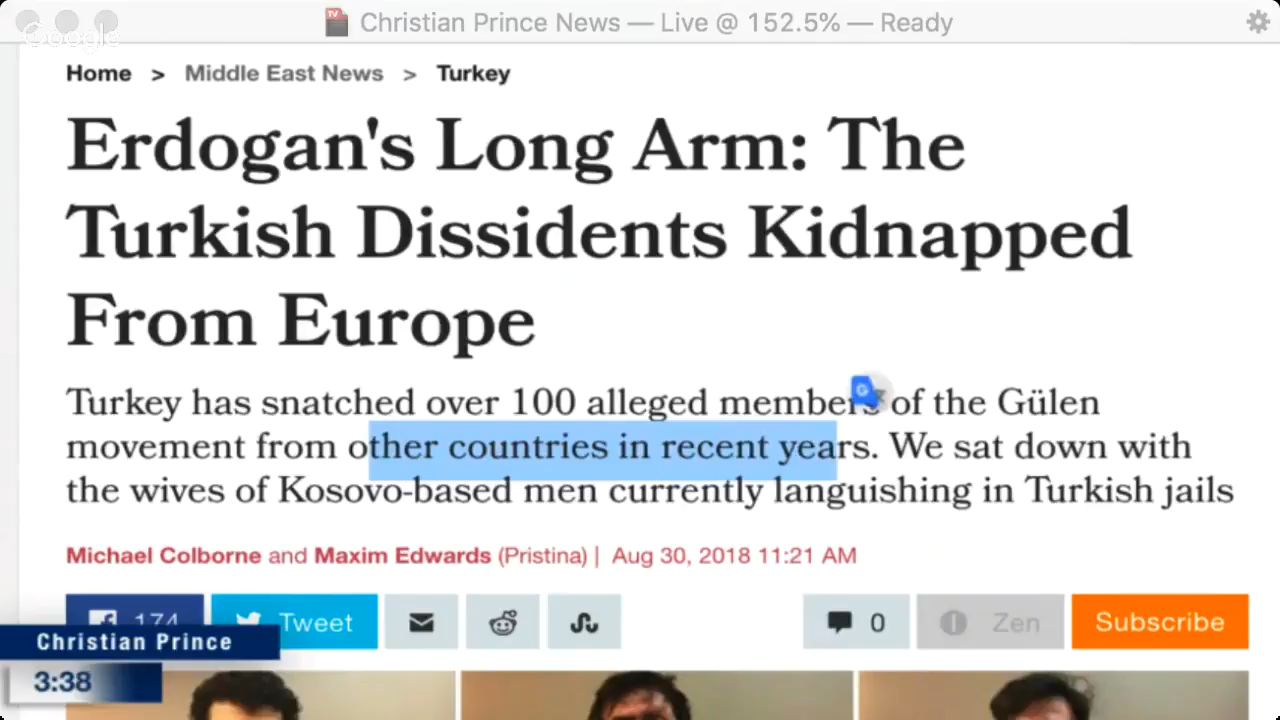 TV Christian Prince News — Live @ 152.5% — Ready
Google
Home > Middle East News > Turkey
Erdogan's Long Arm: The
Turkish Dissidents Kidnapped
From Europe
Turkey has snatched over 100 alleged members of the Gülen
movement from other countries in recent years. We sat down with
the wives of Kosovo-based men currently languishing in Turkish jails
Michael Colborne and Maxim Edwards (Pristina) | Aug 30, 2018 11:21 AM
174 Tweet 0 Zen Subscribe
Christian Prince
3:38